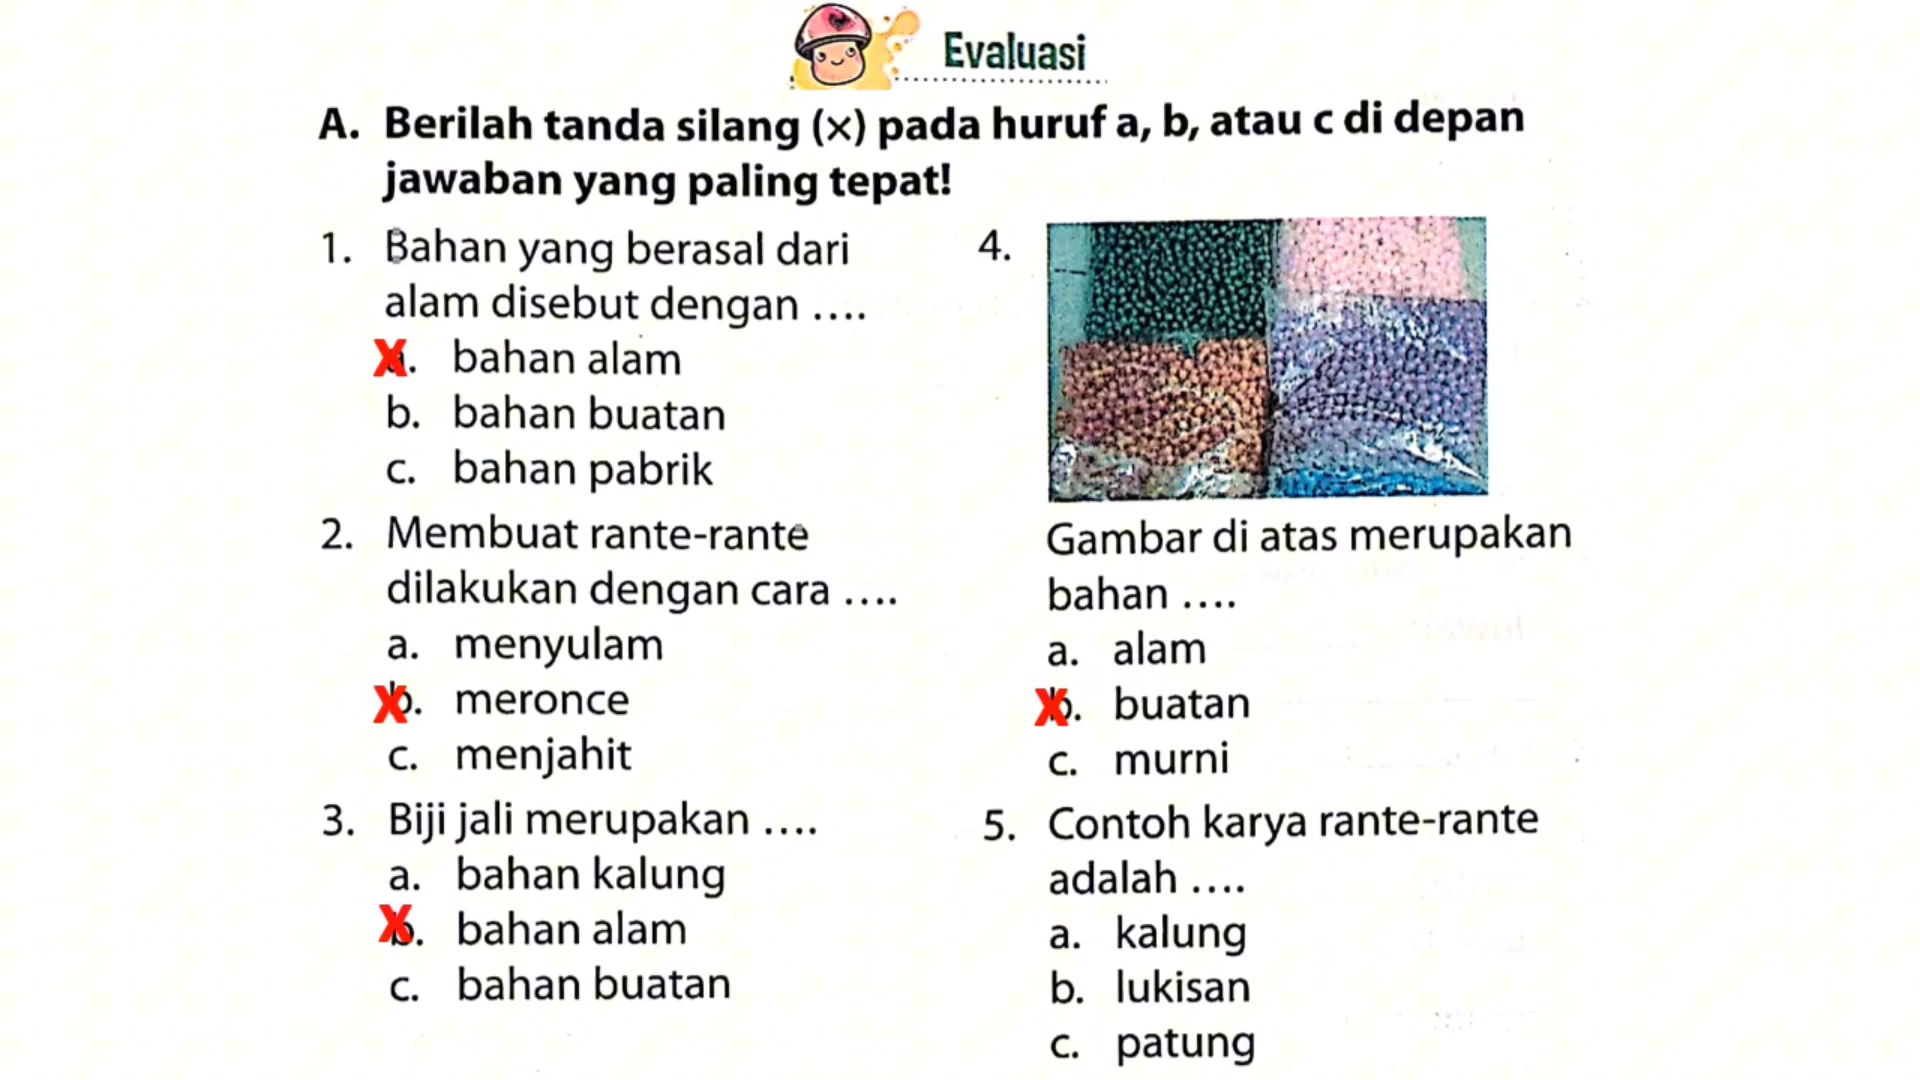 Evaluasi
A. Berilah tanda silang (×) pada huruf a, b, atau c di depan
jawaban yang paling tepat!
1. Bahan yang berasal dari
alam disebut dengan ....
X. bahan alam
b. bahan buatan
c. bahan pabrik
2. Membuat rante-rante
dilakukan dengan cara ....
a. menyulam
X b. meronce
c. menjahit
3. Biji jali merupakan ....
a. bahan kalung
X b. bahan alam
c. bahan buatan
4.
Gambar di atas merupakan
bahan ....
a. alam
X b. buatan
c. murni
5. Contoh karya rante-rante
adalah ....
a. kalung
b. lukisan
c. patung